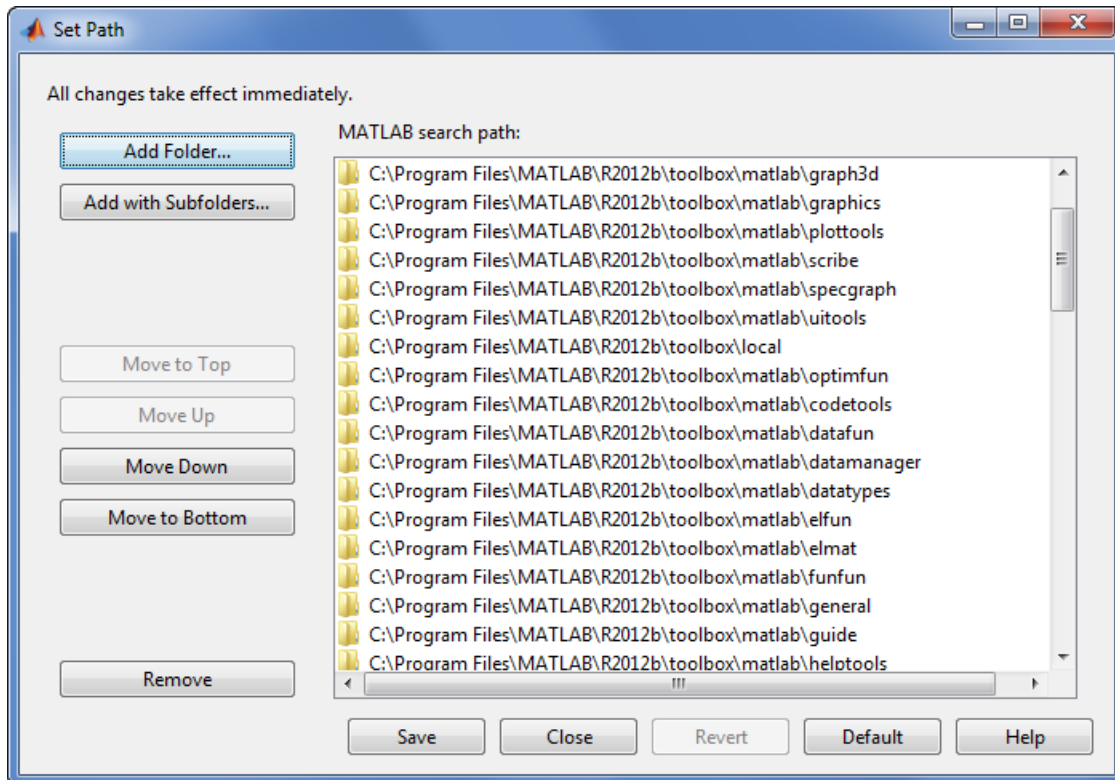 Set Path
All changes take effect immediately.
Add Folder...
Add with Subfolders...
Move to Top
Move Up
Move Down
Move to Bottom
Remove
MATLAB search path:
C:\Program Files\MATLAB\R2012b\toolbox\matlab\graph3d
C:\Program Files\MATLAB\R2012b\toolbox\matlab\graphics
C:\Program Files\MATLAB\R2012b\toolbox\matlab\plottools
C:\Program Files\MATLAB\R2012b\toolbox\matlab\scribe
C:\Program Files\MATLAB\R2012b\toolbox\matlab\specgraph
C:\Program Files\MATLAB\R2012b\toolbox\matlab\uitools
C:\Program Files\MATLAB\R2012b\toolbox\local
C:\Program Files\MATLAB\R2012b\toolbox\matlab\optimfun
C:\Program Files\MATLAB\R2012b\toolbox\matlab\codetools
C:\Program Files\MATLAB\R2012b\toolbox\matlab\datafun
C:\Program Files\MATLAB\R2012b\toolbox\matlab\datamanager
C:\Program Files\MATLAB\R2012b\toolbox\matlab\datatypes
C:\Program Files\MATLAB\R2012b\toolbox\matlab\elfun
C:\Program Files\MATLAB\R2012b\toolbox\matlab\elmat
C:\Program Files\MATLAB\R2012b\toolbox\matlab\funfun
C:\Program Files\MATLAB\R2012b\toolbox\matlab\general
C:\Program Files\MATLAB\R2012b\toolbox\matlab\guide
C:\Program Files\MATLAB\R2012b\toolbox\matlab\helptools
Save Close Revert Default Help